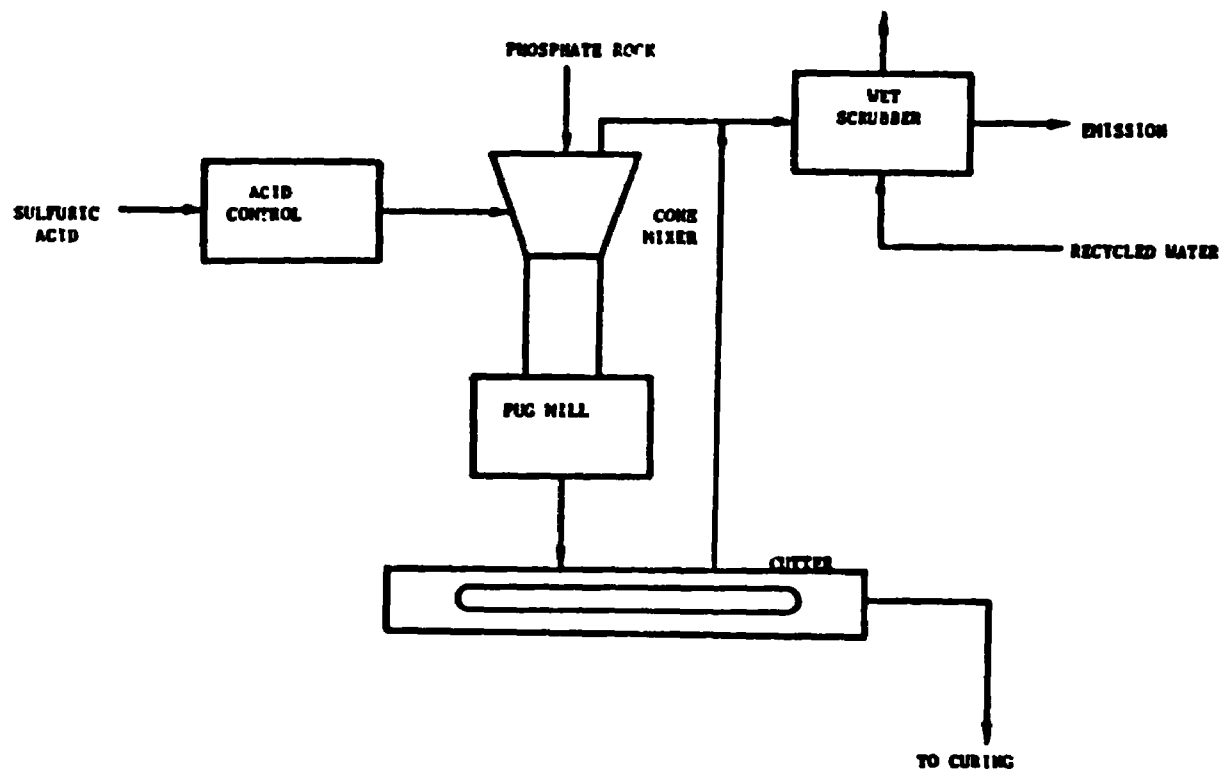 PHOSPHATE ROCK
WET
SCRUBBER
EMISSION
ACID
CONTROL
SULFURIC
ACID
CONE
MIXER
RECYCLED WATER
PUG MILL
CUTTER
TO CURING